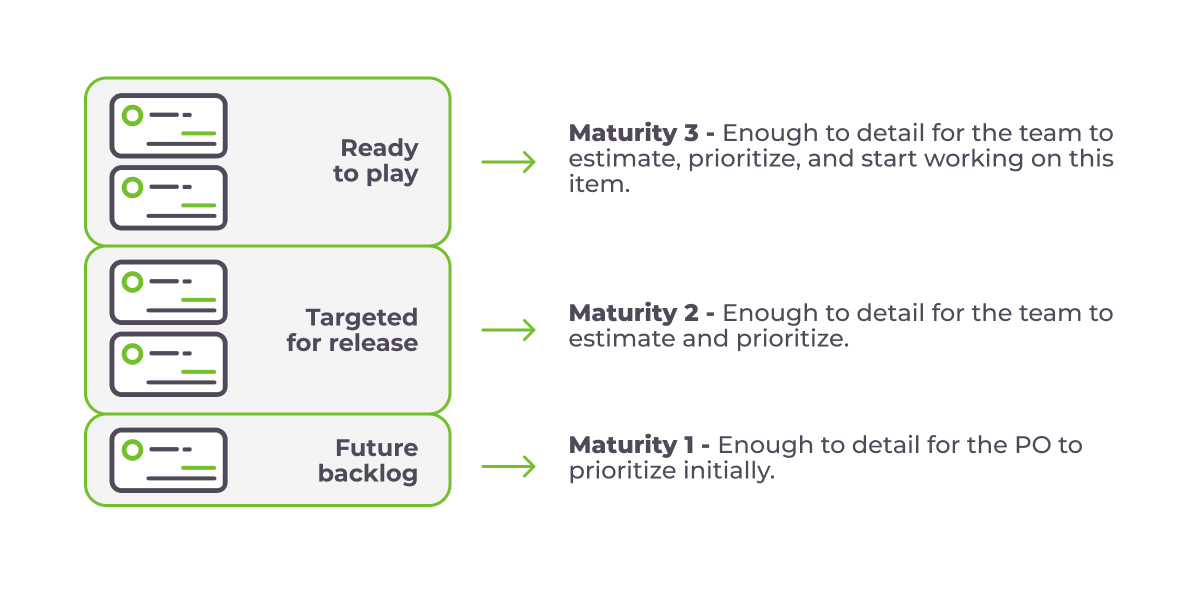 Ready
to play
Maturity 3 - Enough to detail for the team to
estimate, prioritize, and start working on this
item.
Targeted
for release
Maturity 2 - Enough to detail for the team to
estimate and prioritize.
Future
backlog
Maturity 1 - Enough to detail for the PO to
prioritize initially.